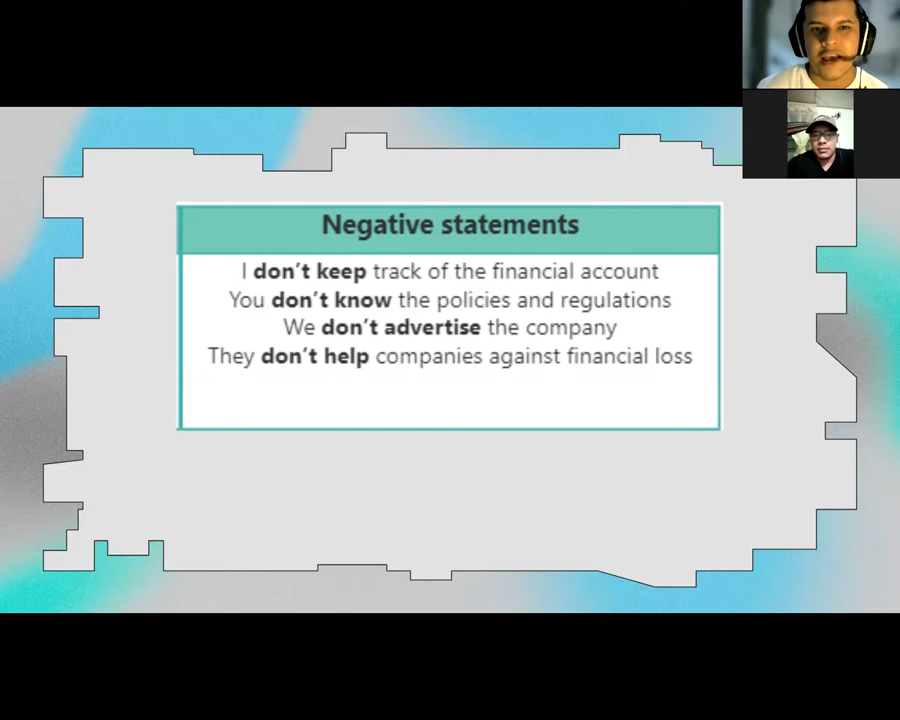 Negative statements
I don't keep track of the financial account
You don't know the policies and regulations
We don't advertise the company
They don't help companies against financial loss